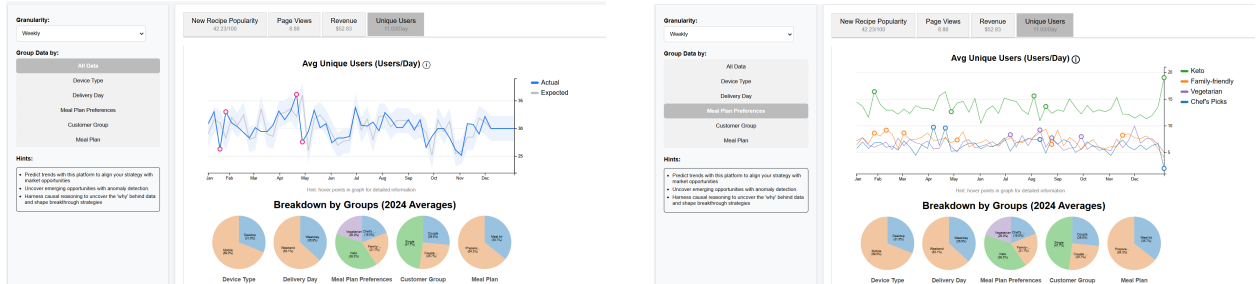 Granularity:
Weekly
Group Data by:
All Data
Device Type
Delivery Day
Meal Plan Preferences
Customer Group
Meal Plan
Hints:
• Predict trends with this platform to align your strategy with
market opportunities
• Uncover emerging opportunities with anomaly detection.
• Harness causal reasoning to uncover the 'why' behind data
and shape breakthrough strategies
New Recipe Popularity Page Views Revenue Unique Users
42.23/100 8.88 $52.83 11.03/Day
Avg Unique Users (Users/Day)
Actual
Expected
35
30
25
Jan Feb Mar Apr May Jun Jul Aug Sep Oct Nov Dec
Hint: hover points in graph for detailed information
Breakdown by Groups (2024 Averages)
Device Type Delivery Day Meal Plan Preferences Customer Group Meal Plan
Granularity:
Weekly
Group Data by:
All Data
Device Type
Delivery Day
Meal Plan Preferences
Customer Group
Meal Plan
Hints:
• Predict trends with this platform to align your strategy with
market opportunities
• Uncover emerging opportunities with anomaly detection.
• Harness causal reasoning to uncover the 'why' behind data
and shape breakthrough strategies
New Recipe Popularity Page Views Revenue Unique Users
42.23/100 8.88 $52.83 11.03/Day
Avg Unique Users (Users/Day)
Keto
Family-friendly
Vegetarian
Chef's Picks
20
15
10
5
Jan Feb Mar Apr May Jun Jul Aug Sep Oct Nov Dec
Hint: hover points in graph for detailed information
Breakdown by Groups (2024 Averages)
Device Type Delivery Day Meal Plan Preferences Customer Group Meal Plan